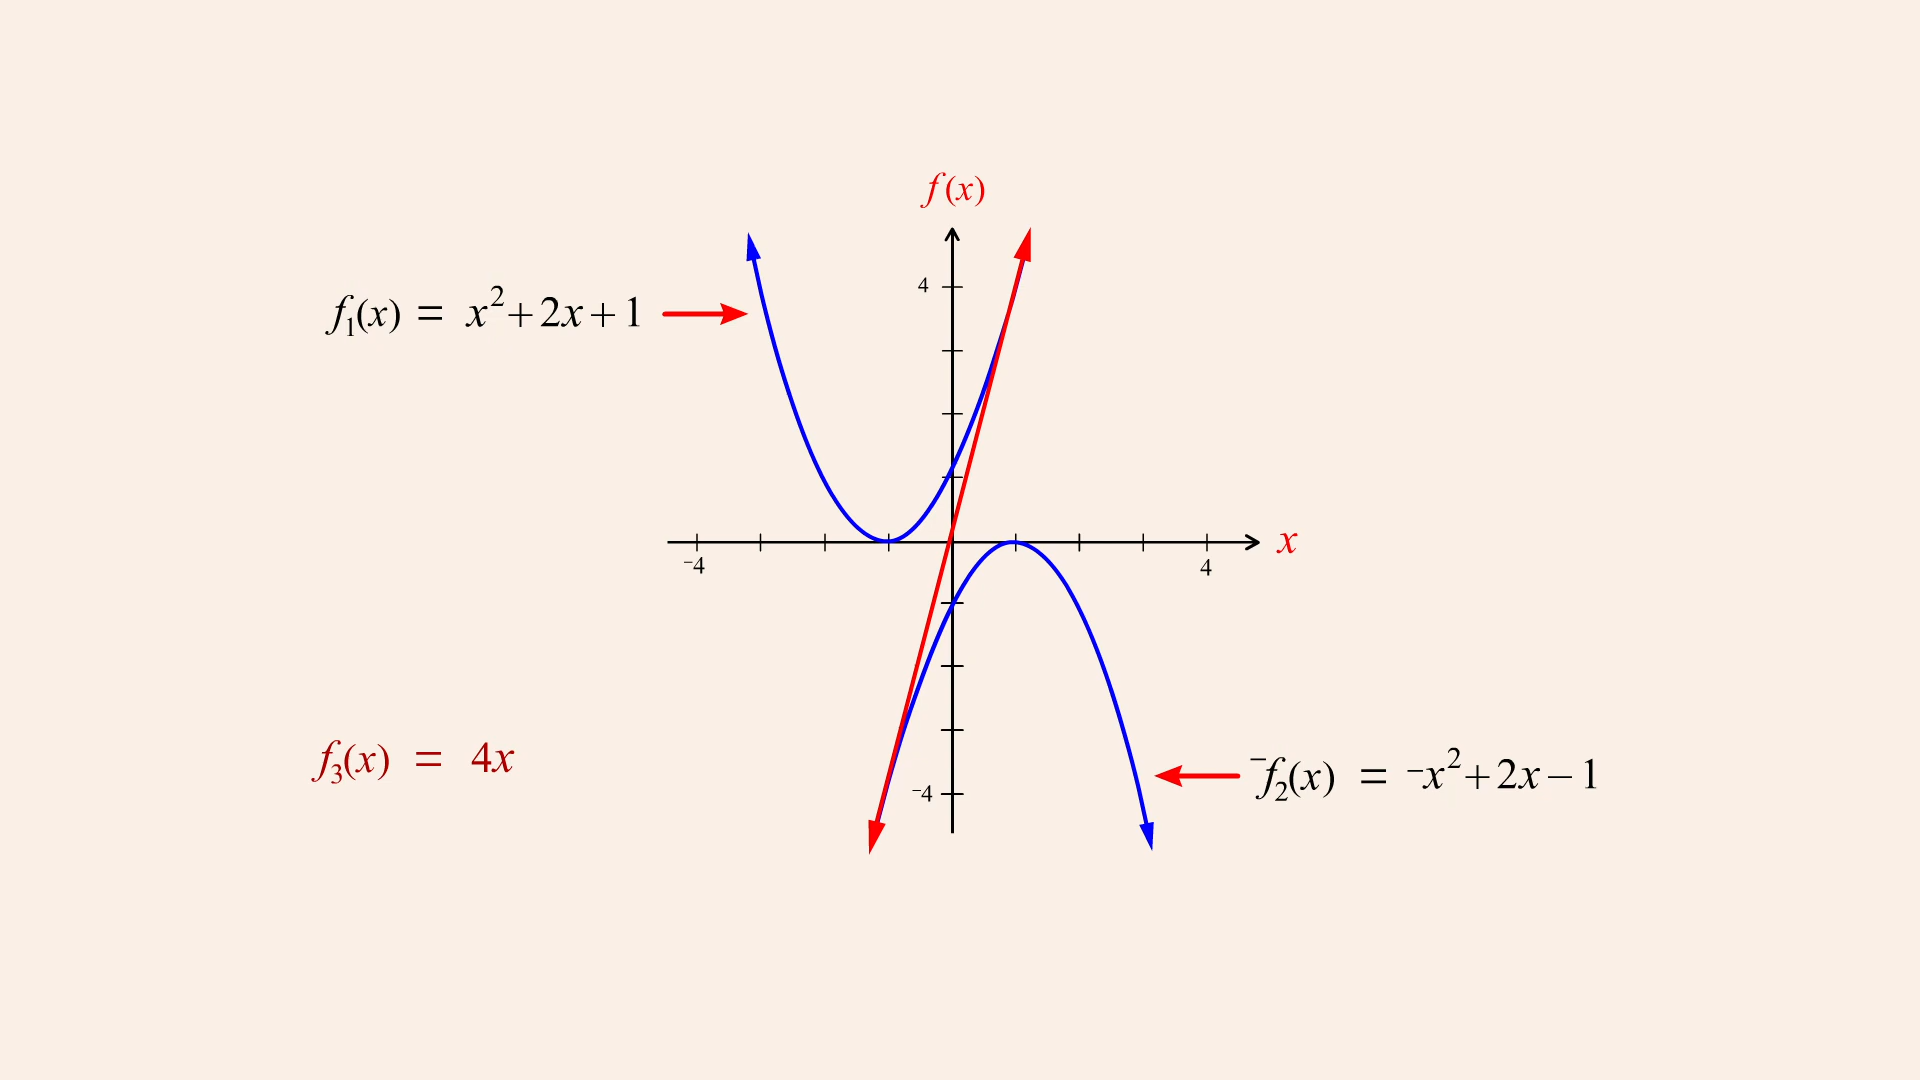 f(x)
4
f₁(x) = x²+2x+1
x
⁻4
4
f₃(x) = 4x
⁻f₂(x) = ⁻x²+2x−1
⁻4